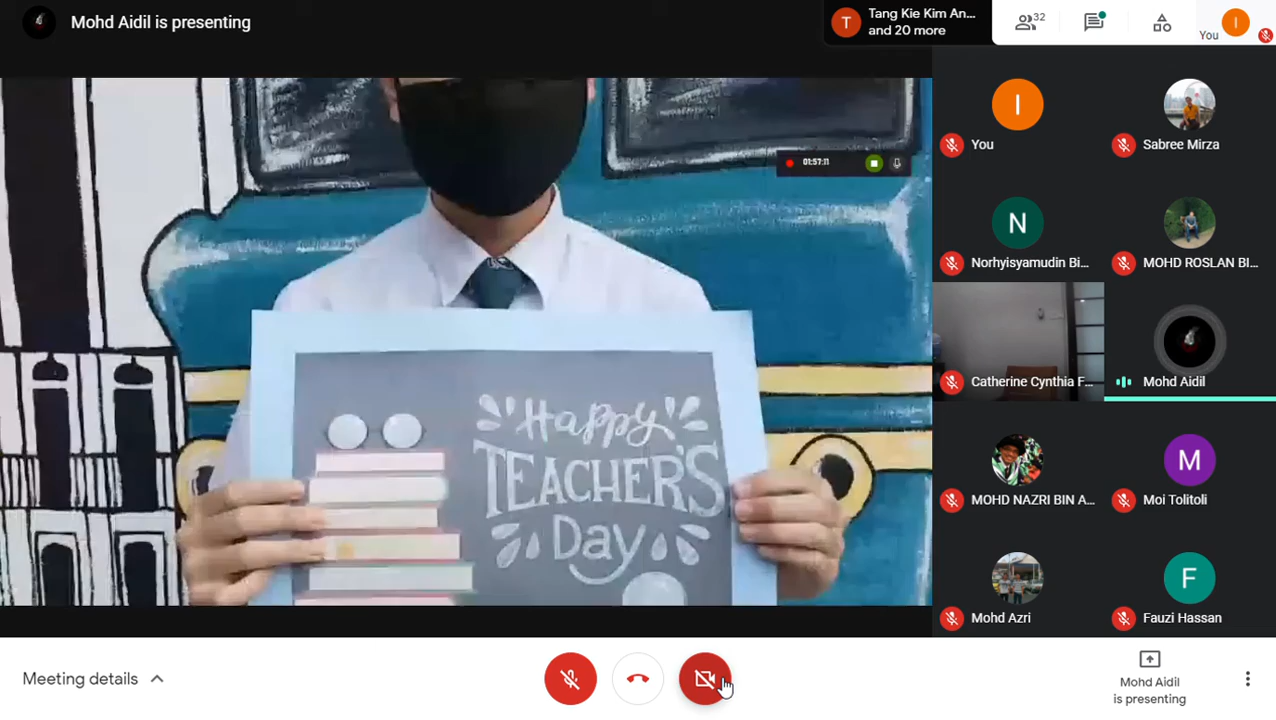 Mohd Aidil is presenting
Tang Kie Kim An...
and 20 more
32
You
I
01:57:11
I
You
Sabree Mirza
N
Norhyisyamudin Bi...
MOHD ROSLAN BI...
Catherine Cynthia F...
Mohd Aidil
MOHD NAZRI BIN A...
M
Moi Tolitoli
Mohd Azri
F
Fauzi Hassan
Happy
TEACHER'S
Day
Meeting details
Mohd Aidil
is presenting